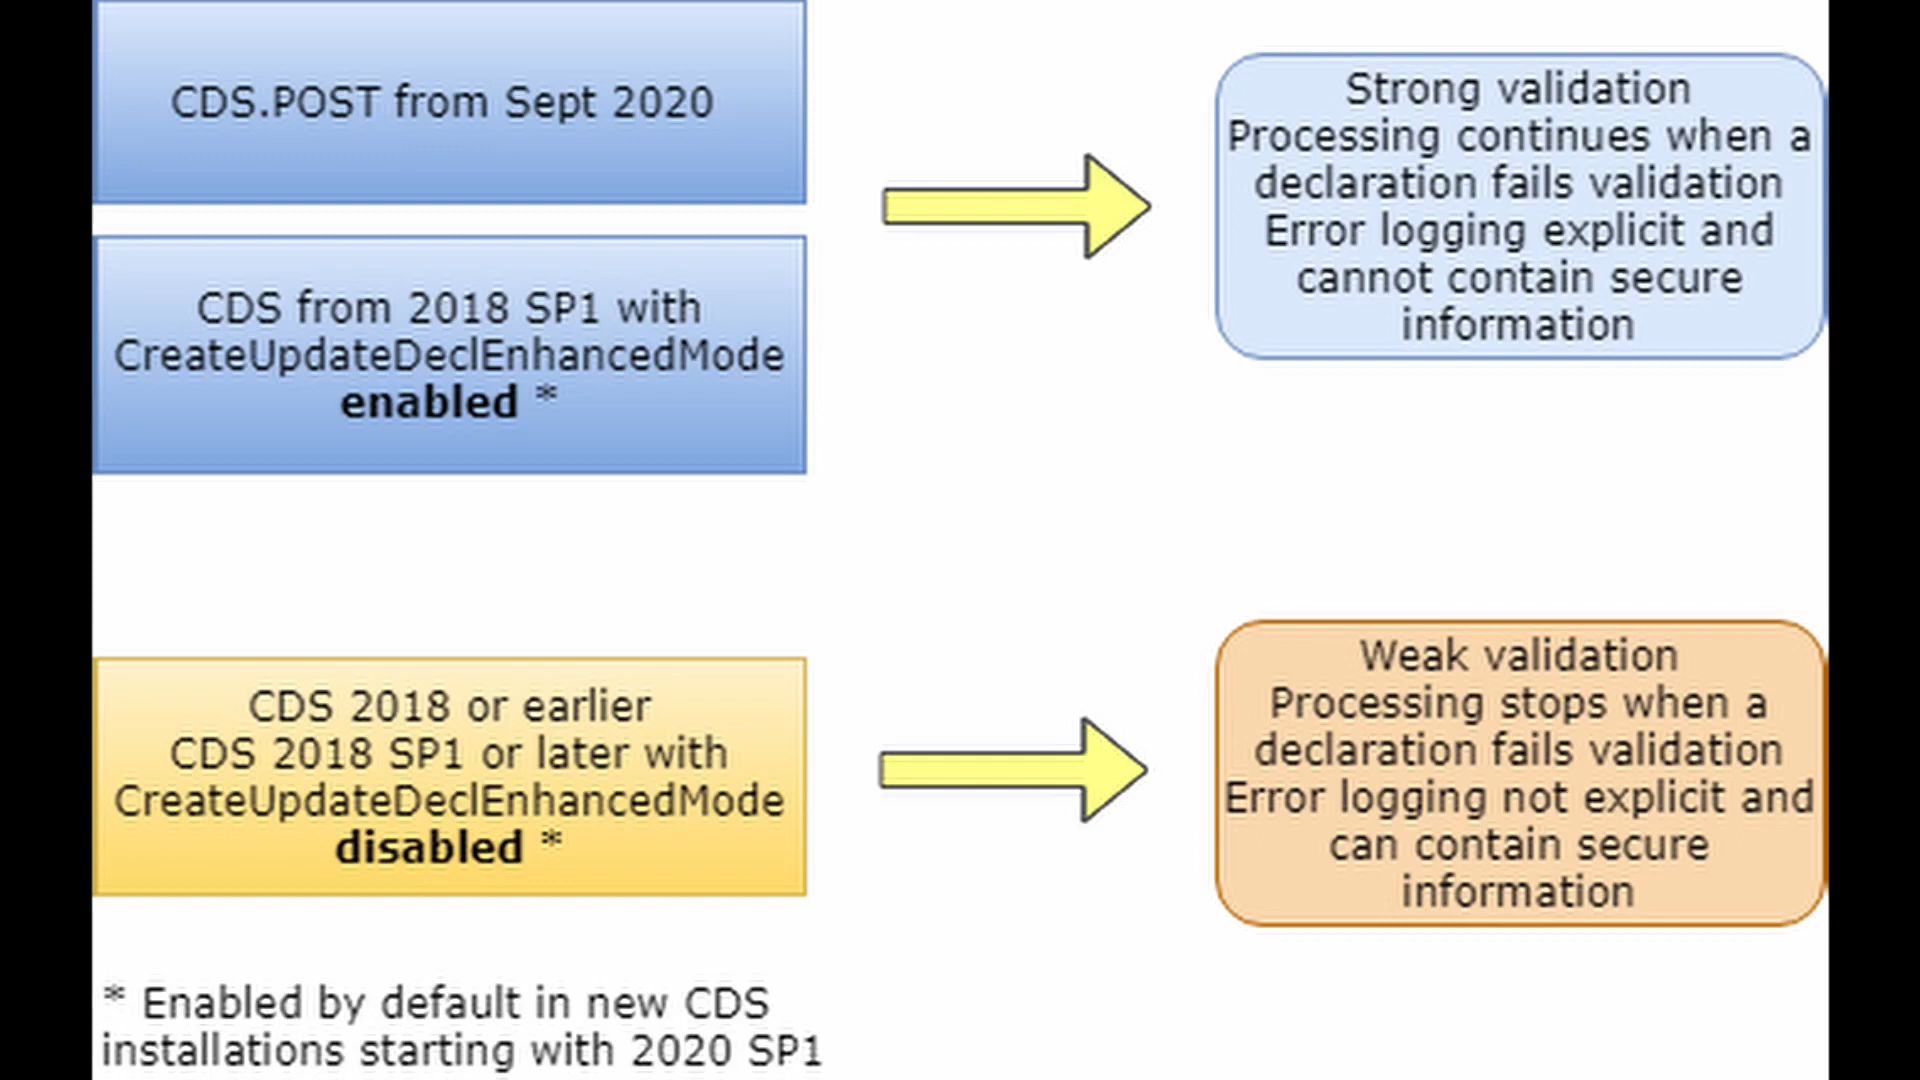 CDS.POST from Sept 2020
Strong validation
Processing continues when a
declaration fails validation
Error logging explicit and
cannot contain secure
information
CDS from 2018 SP1 with
CreateUpdateDeclEnhancedMode
enabled *
CDS 2018 or earlier
CDS 2018 SP1 or later with
CreateUpdateDeclEnhancedMode
disabled *
Weak validation
Processing stops when a
declaration fails validation
Error logging not explicit and
can contain secure
information
* Enabled by default in new CDS
installations starting with 2020 SP1